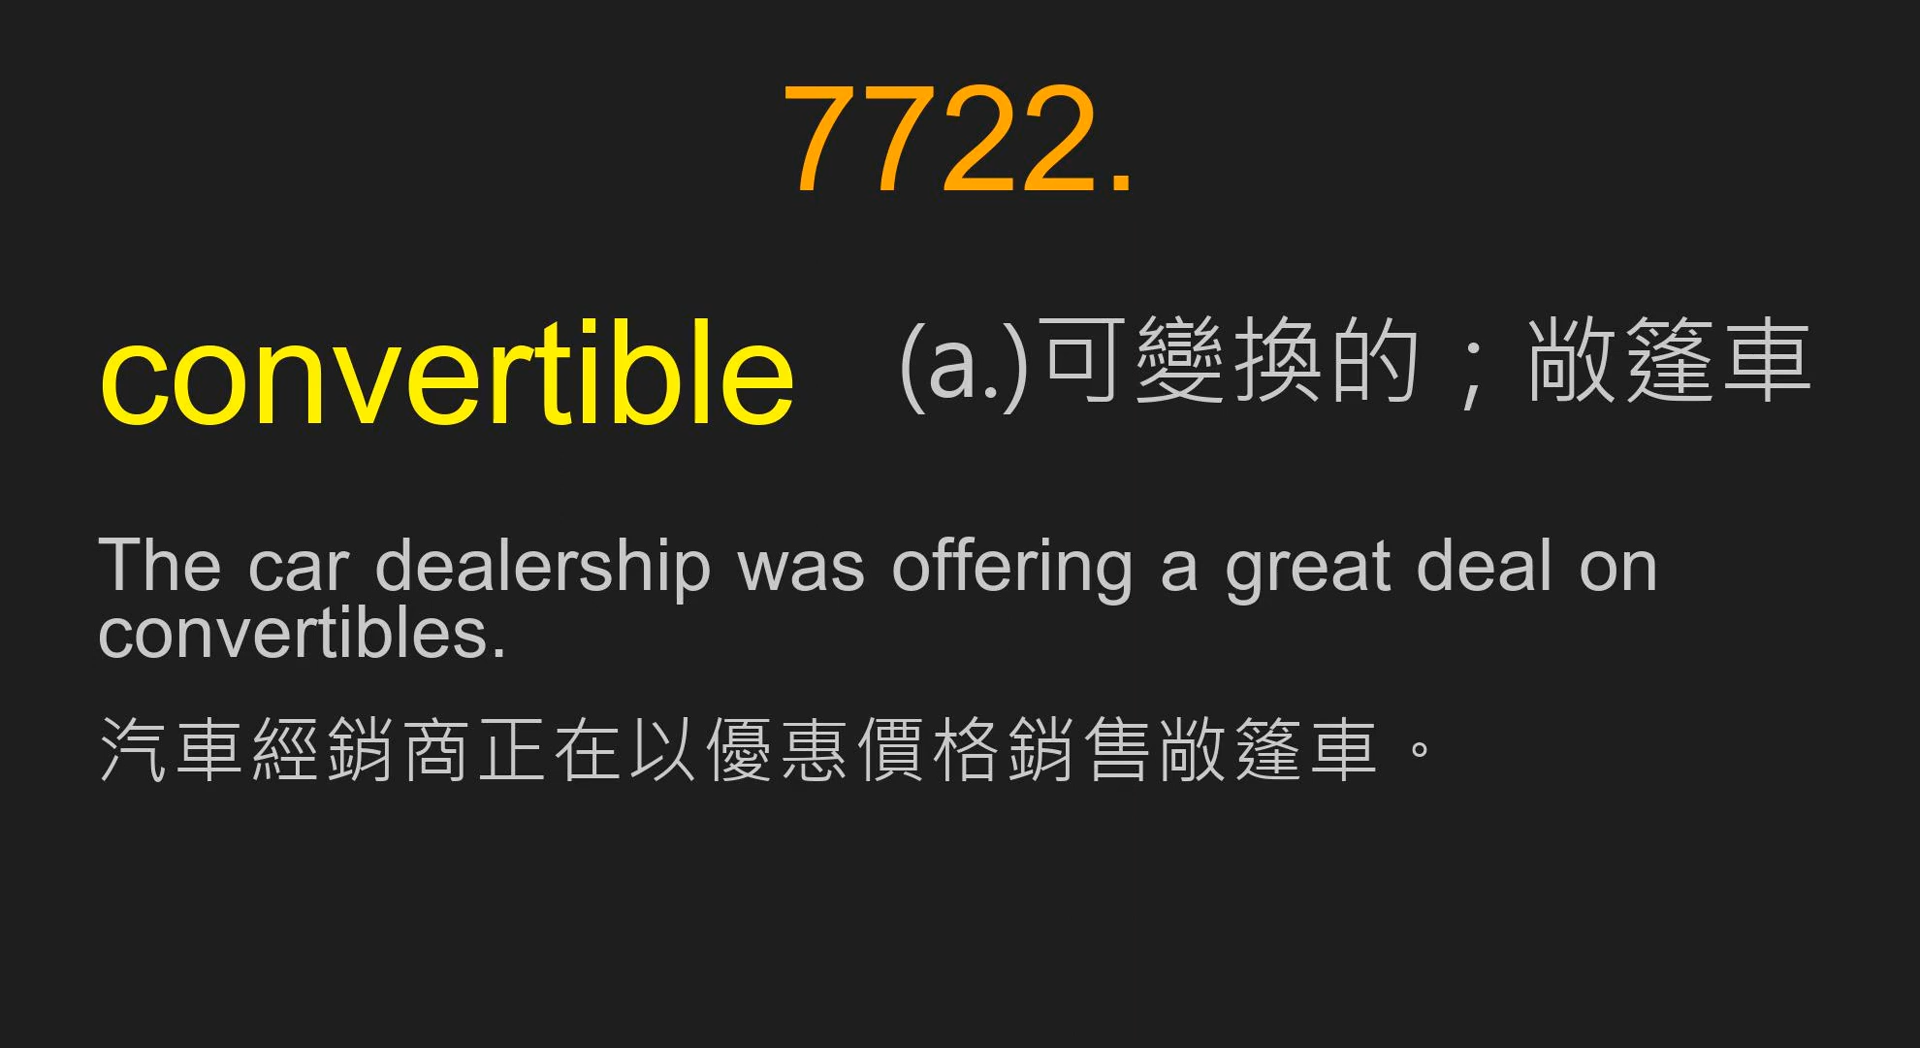 7722.
convertible (a.)可變換的；敞篷車
The car dealership was offering a great deal on
convertibles.
汽車經銷商正在以優惠價格銷售敞篷車。